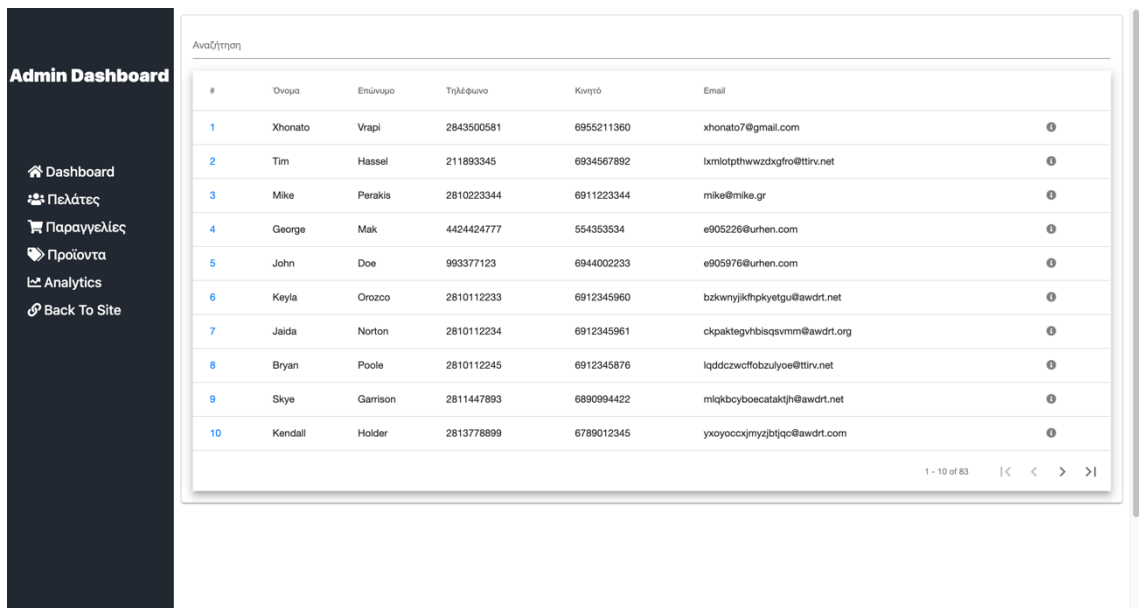 Admin Dashboard
Dashboard
Πελάτες
Παραγγελίες
Προϊοντα
Analytics
Back To Site
Αναζήτηση
# Όνομα Επώνυμο Τηλέφωνο Κινητό Email
1 Xhonato Vrapi 2843500581 6955211360 xhonato7@gmail.com
2 Tim Hassel 211893345 6934567892 lxmlotpthwwzdxgfro@ttirv.net
3 Mike Perakis 2810223344 6911223344 mike@mike.gr
4 George Mak 4424424777 554353534 e905226@urhen.com
5 John Doe 993377123 6944002233 e905976@urhen.com
6 Keyla Orozco 2810112233 6912345960 bzkwnyjikfhpkyetgu@awdrt.net
7 Jaida Norton 2810112234 6912345961 ckpaktegvhbisqsvmm@awdrt.org
8 Bryan Poole 2810112245 6912345876 lqddczwcffobzulyoe@ttirv.net
9 Skye Garrison 2811447893 6890994422 mlqkbcyboecataktjh@awdrt.net
10 Kendall Holder 2813778899 6789012345 yxoyoccxjmyzjbtjqc@awdrt.com
1 - 10 of 83